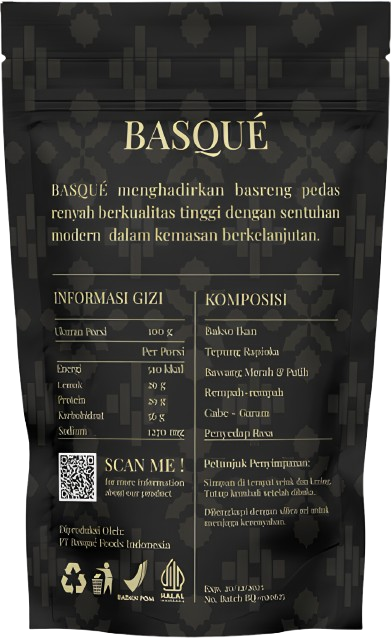 BASQUÉ
BASQUÉ menghadirkan basreng pedas
renyah berkualitas tinggi dengan sentuhan
modern dalam kemasan berkelanjutan.
INFORMASI GIZI
Ukuran Porsi 100 g
Per Porsi
Energi 510 kkal
Lemak
Protein
Karbohidrat 56 g
Sodium 1270 mg
KOMPOSISI
Bakso Ikan
Tepung Tapioka
Bawang Merah & Putih
Rempah-rempah
Cabe - Garam
Penyedap Rasa
SCAN ME !
for more information
about our product
Petunjuk Penyimpanan:
Simpan di tempat sejuk dan kering.
Tutup kembali setelah dibuka.
Dilengkapi dengan silica gel untuk
menjaga kerenyahan.
Diproduksi Oleh:
PT Basqué Foods Indonesia
BADAN POM
HALAL
Exp.
No. Batch